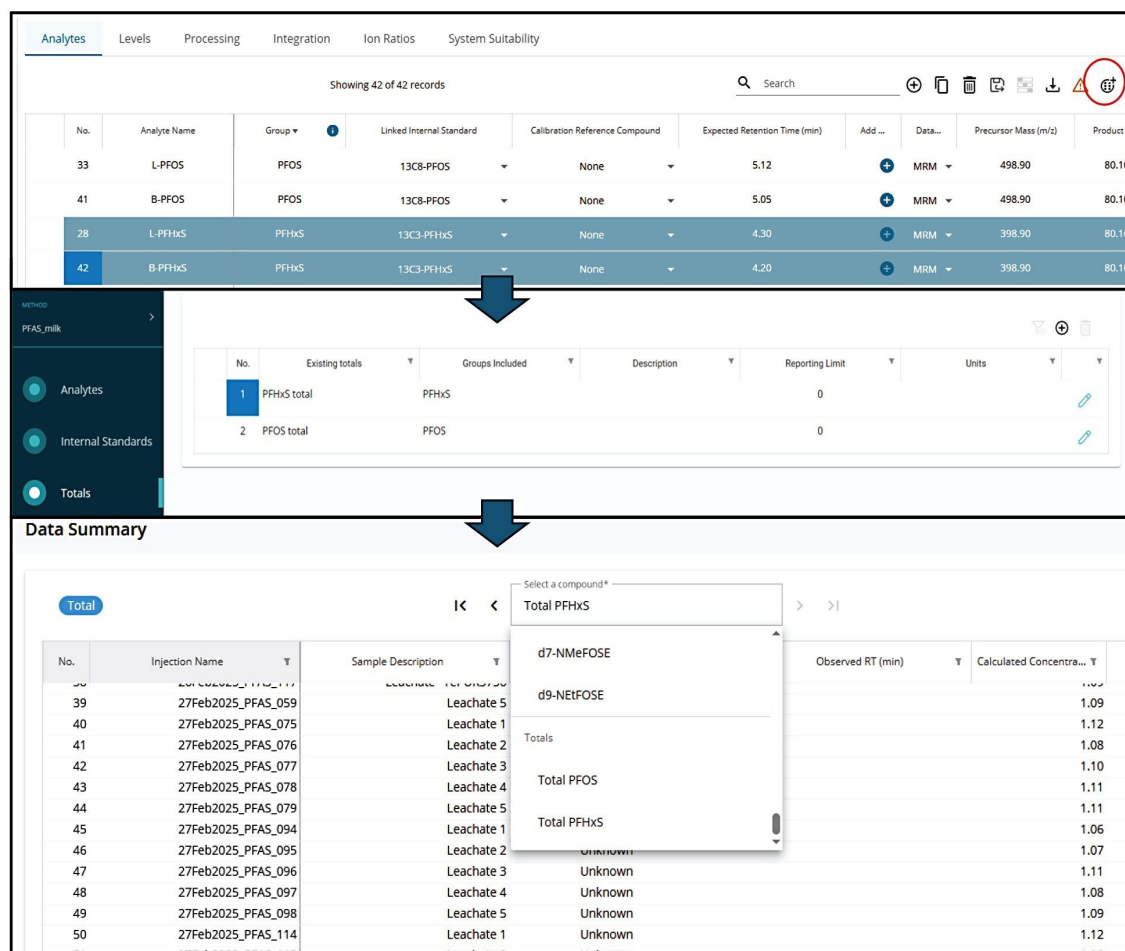 Analytes Levels Processing Integration Ion Ratios System Suitability
Showing 42 of 42 records Search
No. Analyte Name Group Linked Internal Standard Calibration Reference Compound Expected Retention Time (min) Add ... Data... Precursor Mass (m/z) Product
33 L-PFOS PFOS 13C8-PFOS None 5.12 MRM 498.90 80.10
41 B-PFOS PFOS 13C8-PFOS None 5.05 MRM 498.90 80.10
28 L-PFHxS PFHxS 13C3-PFHxS None 4.30 MRM 398.90 80.10
42 B-PFHxS PFHxS 13C3-PFHxS None 4.20 MRM 398.90 80.10
METHOD
PFAS_milk
Analytes
Internal Standards
Totals
No. Existing totals Groups Included Description Reporting Limit Units
1 PFHxS total PFHxS 0
2 PFOS total PFOS 0
Data Summary
Total
Select a compound*
Total PFHxS
d7-NMeFOSE
d9-NEtFOSE
Totals
Total PFOS
Total PFHxS
No. Injection Name Sample Description Observed RT (min) Calculated Concentra...
39 27Feb2025_PFAS_059 Leachate 5 1.09
40 27Feb2025_PFAS_075 Leachate 1 1.12
41 27Feb2025_PFAS_076 Leachate 2 1.08
42 27Feb2025_PFAS_077 Leachate 3 1.10
43 27Feb2025_PFAS_078 Leachate 4 1.11
44 27Feb2025_PFAS_079 Leachate 5 1.11
45 27Feb2025_PFAS_094 Leachate 1 1.06
46 27Feb2025_PFAS_095 Leachate 2 Unknown 1.07
47 27Feb2025_PFAS_096 Leachate 3 Unknown 1.11
48 27Feb2025_PFAS_097 Leachate 4 Unknown 1.08
49 27Feb2025_PFAS_098 Leachate 5 Unknown 1.09
50 27Feb2025_PFAS_114 Leachate 1 Unknown 1.12